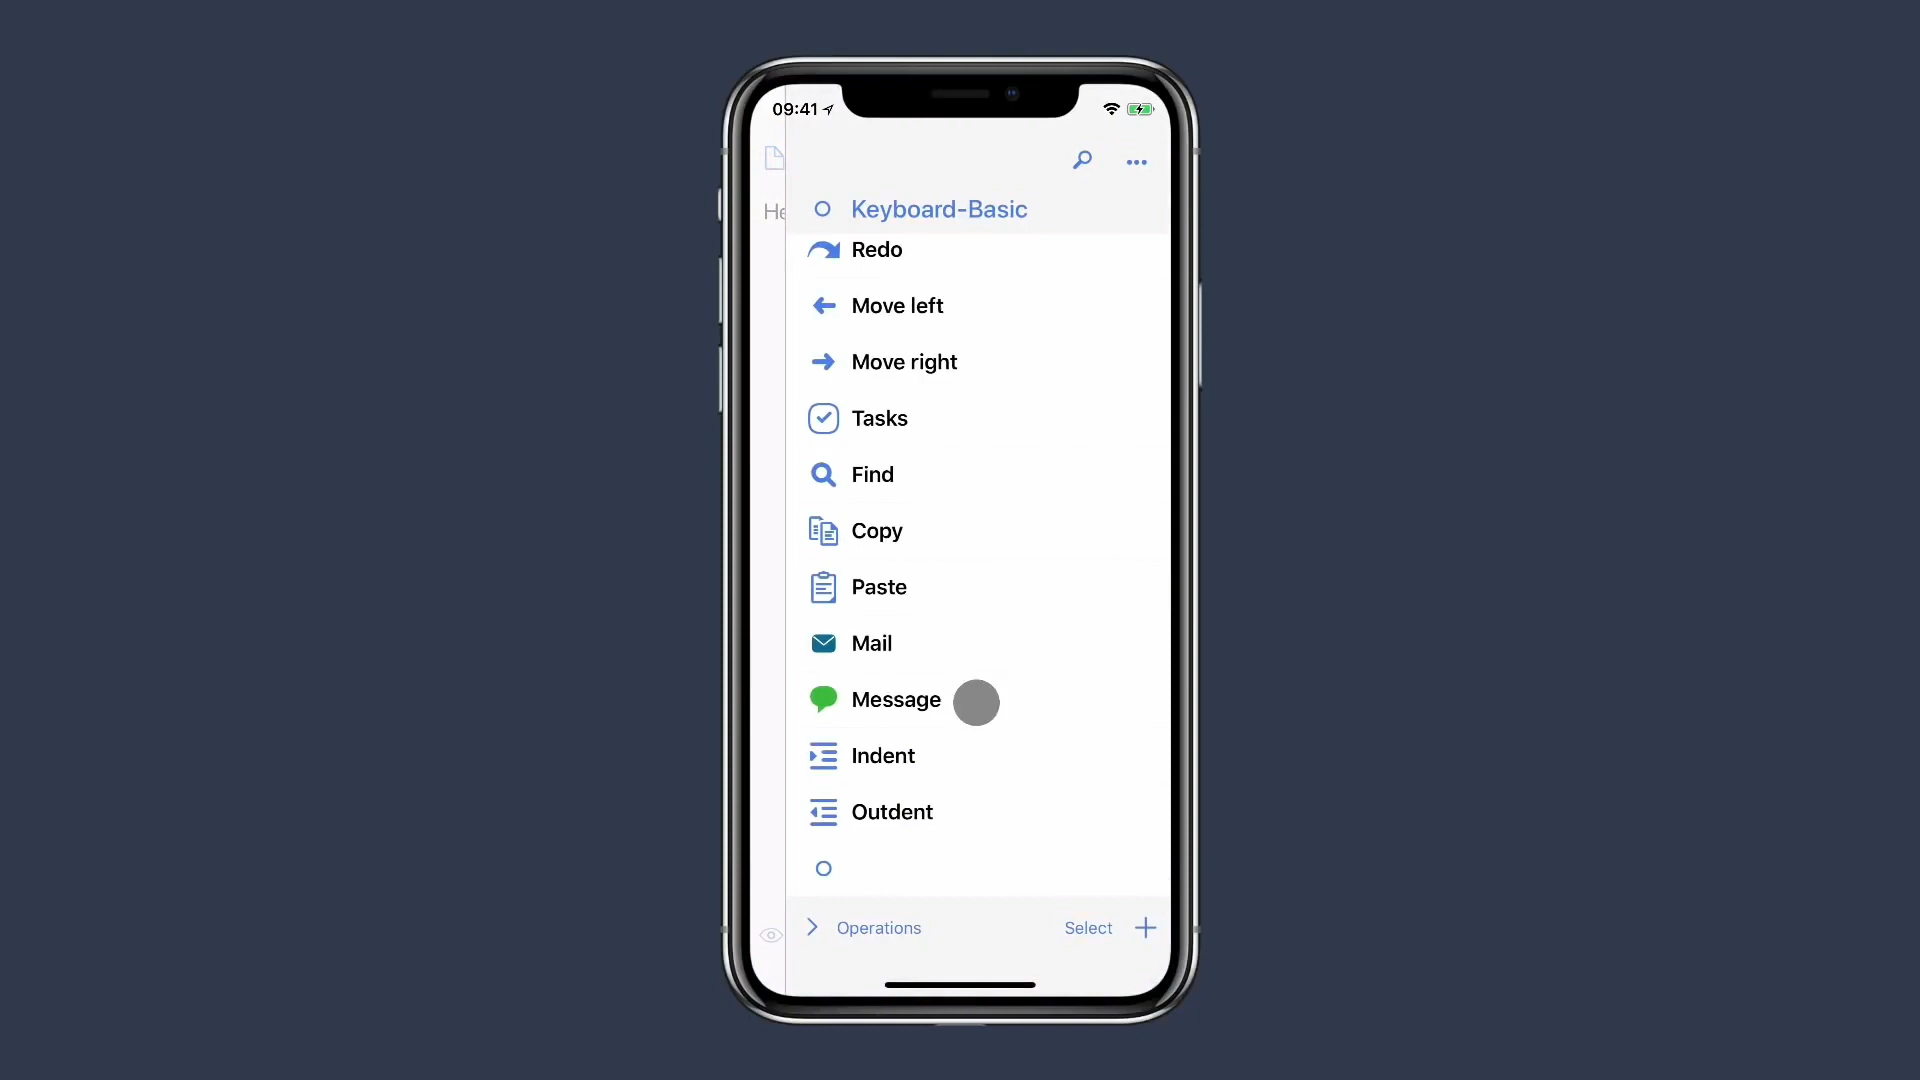 09:41
He
Keyboard-Basic
Redo
Move left
Move right
Tasks
Find
Copy
Paste
Mail
Message
Indent
Outdent
Operations
Select